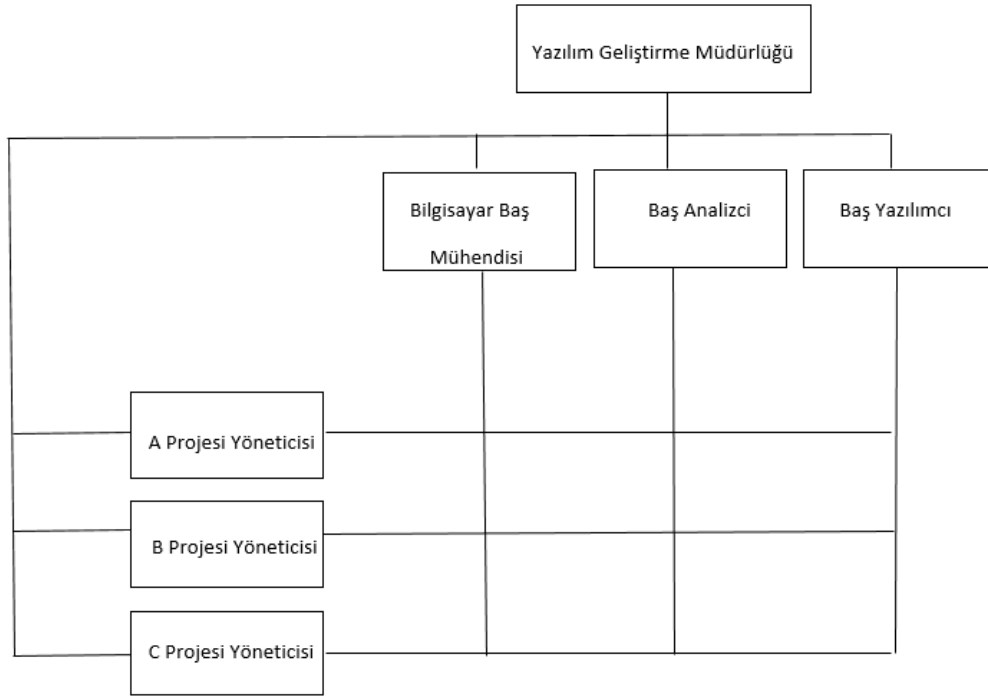 Yazılım Geliştirme Müdürlüğü
Bilgisayar Baş
Mühendisi
Baş Analizci
Baş Yazılımcı
A Projesi Yöneticisi
B Projesi Yöneticisi
C Projesi Yöneticisi